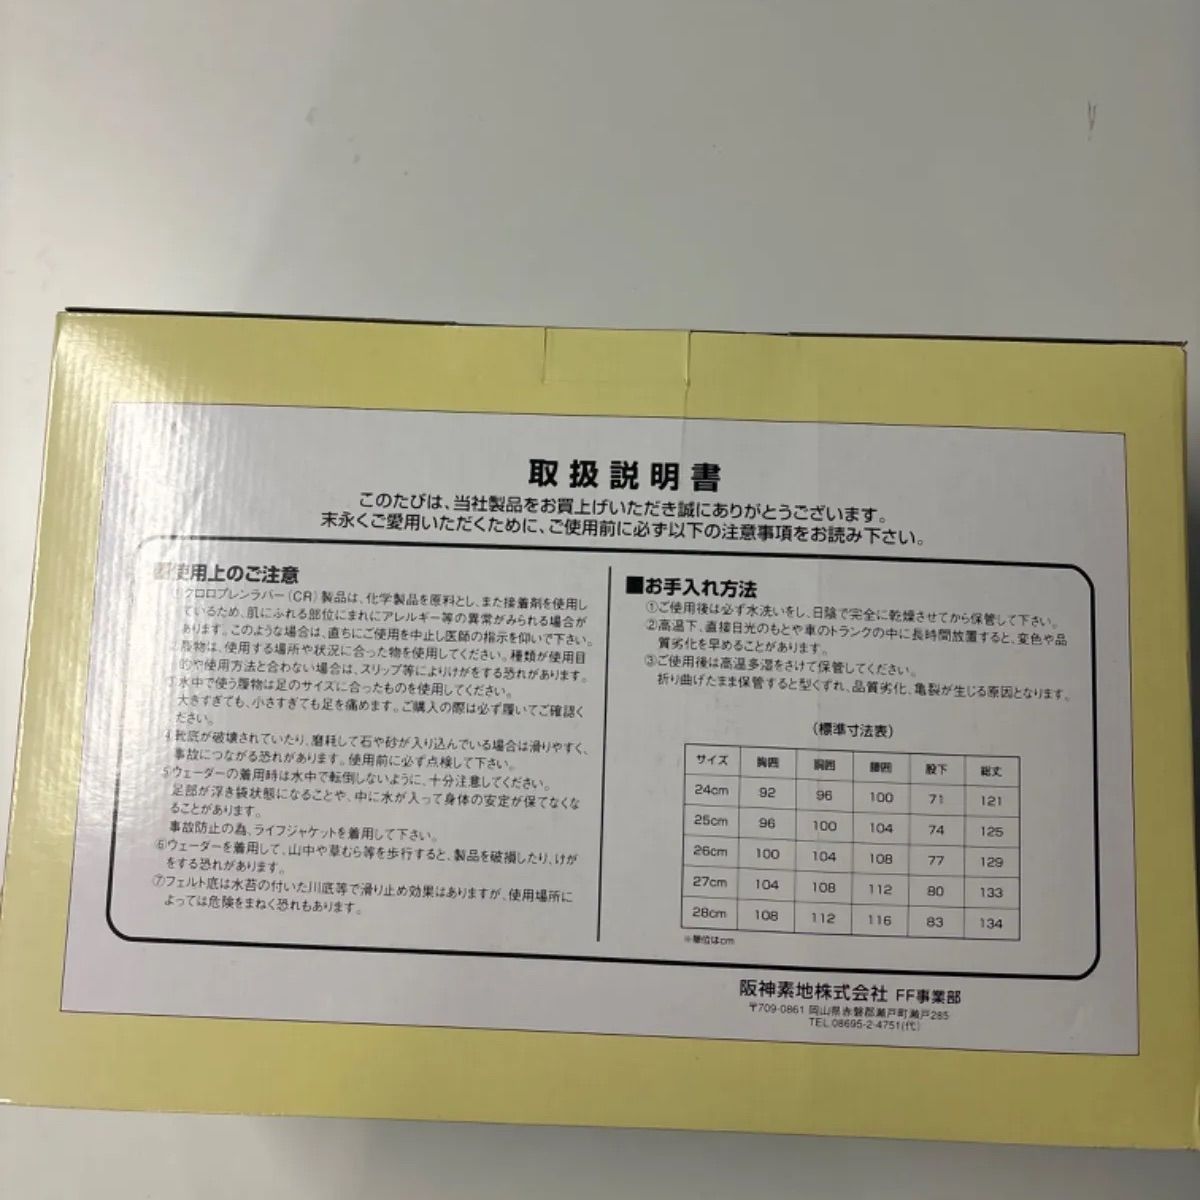 取扱説明書
このたびは、当社製品をお買上げいただき誠にありがとうございます。
末永くご愛用いただくために、ご使用前に必ず以下の注意事項をお読み下さい。
使用上のご注意
①クロロプレンラバー(CR)製品は、化学製品を原料とし、また接着剤を使用し
ているため、肌にふれる部位にまれにアレルギー等の異常がみられる場合が
あります。このような場合は、直ちにご使用を中止し医師の指示を仰いで下さい。
②履物は、使用する場所や状況に合った物を使用してください。種類が使用目
的や使用方法と合わない場合は、スリップ等によりけがをする恐れがあります。
③水中で使う履物は足のサイズに合ったものを使用してください。
大きすぎても、小さすぎても足を痛めます。ご購入の際は必ず履いてご確認く
ださい。
④靴底が破壊されていたり、磨耗して石や砂が入り込んでいる場合は滑りやすく、
事故につながる恐れがあります。使用前に必ず点検して下さい。
⑤ウェーダーの着用時は水中で転倒しないように、十分注意してください。
足部が浮き袋状態になることや、中に水が入って身体の安定が保てなくな
ることがあります。
事故防止の為、ライフジャケットを着用して下さい。
⑥ウェーダーを着用して、山中や草むら等を歩行すると、製品を破損したり、けが
をする恐れがあります。
⑦フェルト底は水苔の付いた川底等で滑り止め効果はありますが、使用場所に
よっては危険をまねく恐れもあります。
■お手入れ方法
①ご使用後は必ず水洗いをし、日陰で完全に乾燥させてから保管して下さい。
②高温下、直接日光のもとや車のトランクの中に長時間放置すると、変色や品
質劣化を早めることがあります。
③ご使用後は高温多湿をさけて保管してください。
折り曲げたまま保管すると型くずれ、品質劣化、亀裂が生じる原因となります。
(標準寸法表)
サイズ 胸囲 胴囲 腰囲 股下 総丈
24cm 92 96 100 71 121
25cm 96 100 104 74 125
26cm 100 104 108 77 129
27cm 104 108 112 80 133
28cm 108 112 116 83 134
※単位はcm
阪神素地株式会社 FF事業部
〒709-0861 岡山県赤磐郡瀬戸町瀬戸285
TEL 08695-2-4751(代)